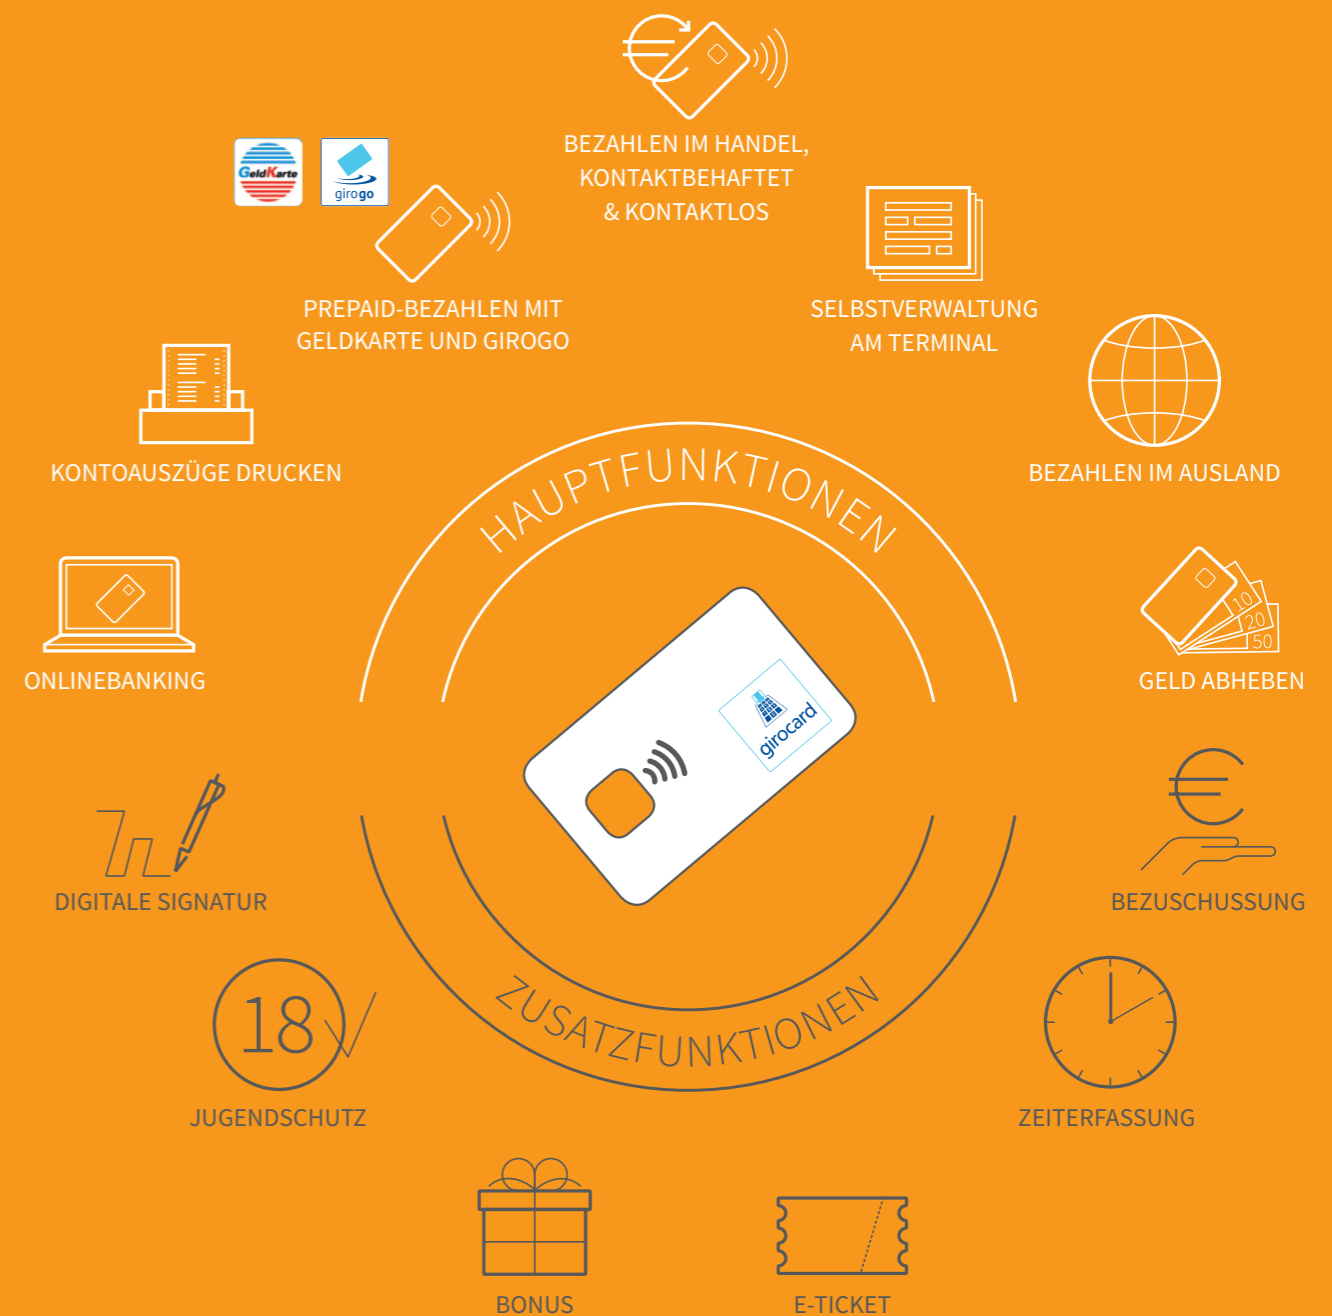 BEZAHLEN IM HANDEL,
KONTAKTBEHAFTET
& KONTAKTLOS
GeldKarte
girogo
PREPAID-BEZAHLEN MIT
GELDKARTE UND GIROGO
SELBSTVERWALTUNG
AM TERMINAL
KONTOAUSZÜGE DRUCKEN
BEZAHLEN IM AUSLAND
HAUPTFUNKTIONEN
ONLINEBANKING
10
20
50
GELD ABHEBEN
girocard
DIGITALE SIGNATUR
BEZUSCHUSSUNG
18
JUGENDSCHUTZ
ZUSATZFUNKTIONEN
ZEITERFASSUNG
BONUS
E-TICKET